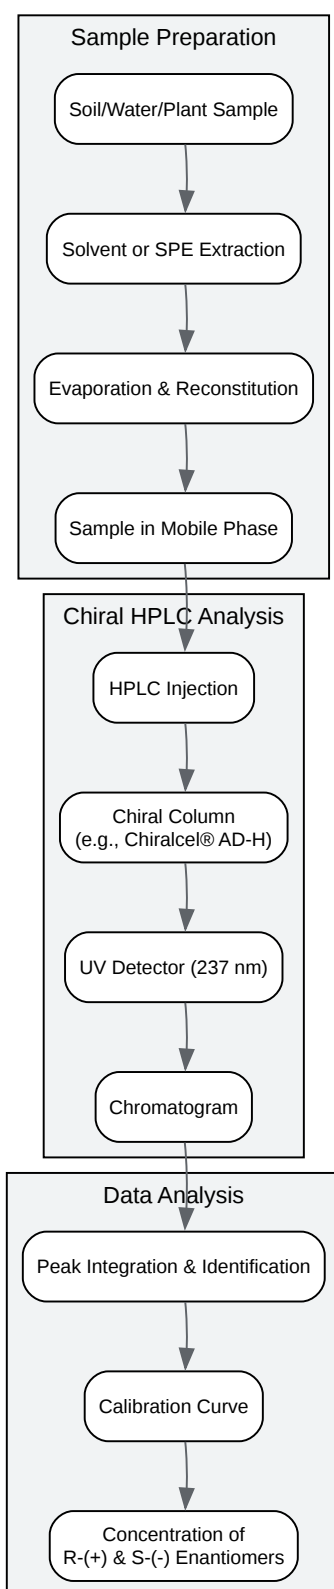 Sample Preparation
Soil/Water/Plant Sample
Solvent or SPE Extraction
Evaporation & Reconstitution
Sample in Mobile Phase
Chiral HPLC Analysis
HPLC Injection
Chiral Column
(e.g., Chiralcel® AD-H)
UV Detector (237 nm)
Chromatogram
Data Analysis
Peak Integration & Identification
Calibration Curve
Concentration of
R-(+) & S-(-) Enantiomers